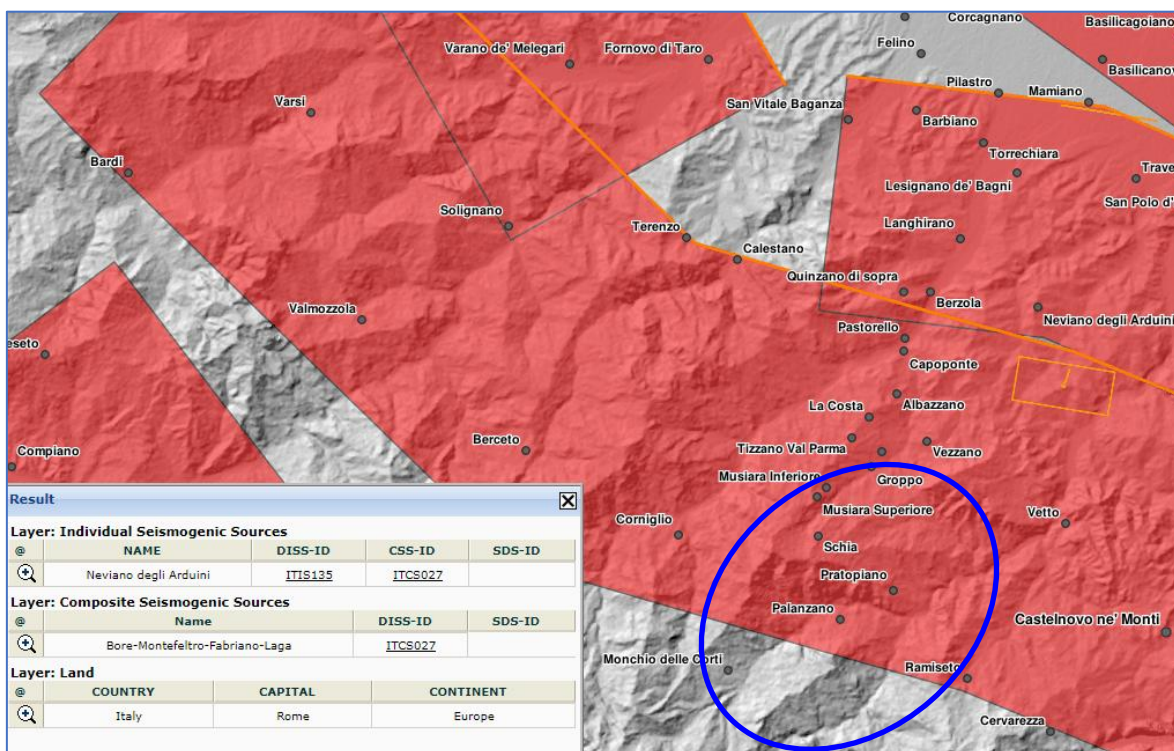 Corcagnano
Basilicagoiano
Varano de' Melegari
Fornovo di Taro
Felino
Basilicanov
Pilastro
Mamiano
Varsi
San Vitale Baganza
Barbiano
Torrechiara
Bardi
Trave
Lesignano de' Bagni
San Polo d'
Solignano
Langhirano
Terenzo
Calestano
Quinzano di sopra
Berzola
Valmozzola
Neviano degli Arduini
Pastorello
eseto
Capoponte
La Costa
Albazzano
Berceto
Compiano
Tizzano Val Parma
Vezzano
Musiara Inferiore
Groppo
Musiara Superiore
Corniglio
Vetto
Schia
Pratopiano
Palanzano
Castelnovo ne' Monti
Monchio delle Corti
Ramiseto
Cervarezza
Result
Layer: Individual Seismogenic Sources
@ NAME DISS-ID CSS-ID SDS-ID
Neviano degli Arduini ITIS135 ITCS027
Layer: Composite Seismogenic Sources
@ Name DISS-ID SDS-ID
Bore-Montefeltro-Fabriano-Laga ITCS027
Layer: Land
@ COUNTRY CAPITAL CONTINENT
Italy Rome Europe